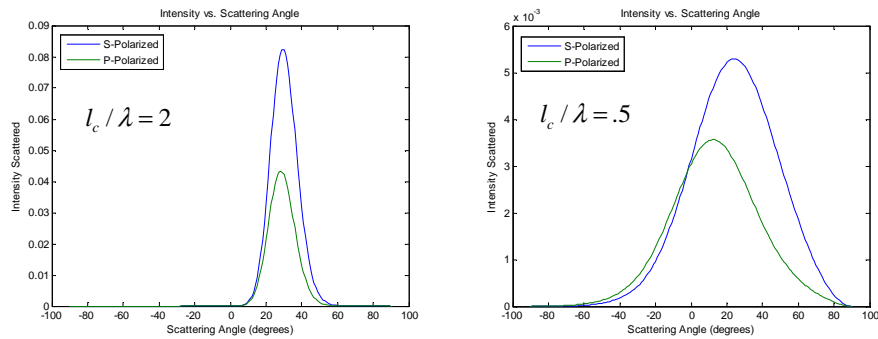 Intensity vs. Scattering Angle
0.09
0.08
0.07
0.06
0.05
0.04
0.03
0.02
0.01
0
Intensity Scattered
S-Polarized
P-Polarized
l_c / λ = 2
-100 -80 -60 -40 -20 0 20 40 60 80 100
Scattering Angle (degrees)
Intensity vs. Scattering Angle
6 x 10^-3
5
4
3
2
1
0
Intensity Scattered
S-Polarized
P-Polarized
l_c / λ = .5
-100 -80 -60 -40 -20 0 20 40 60 80 100
Scattering Angle (degrees)